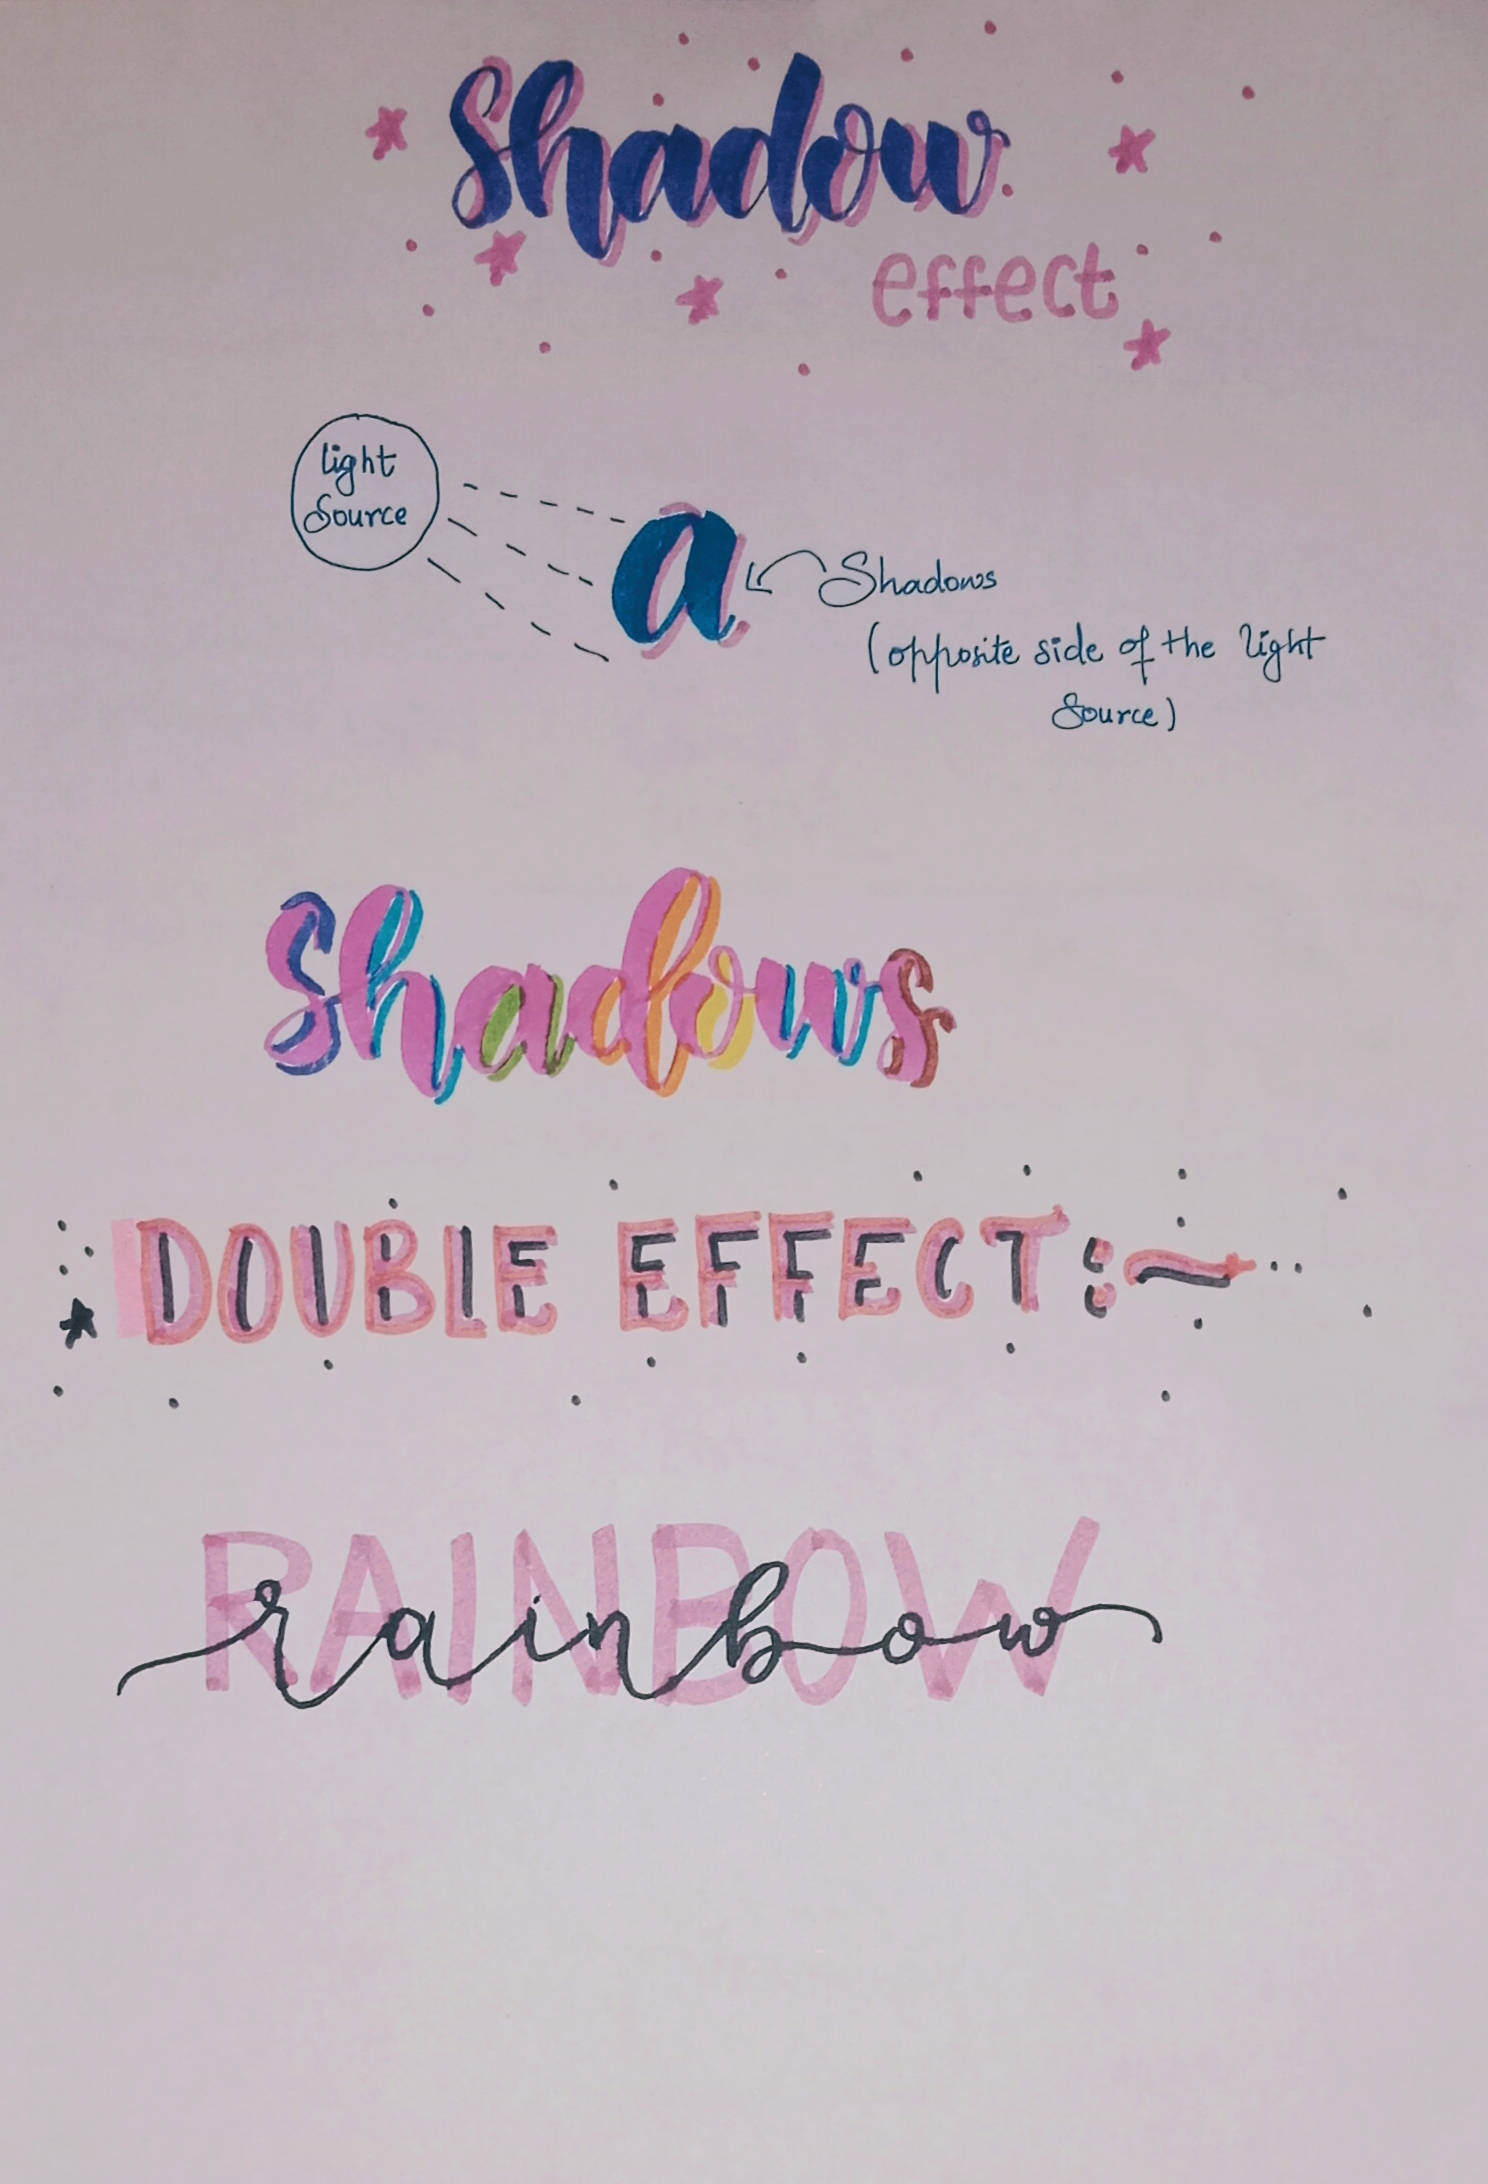 Shadow
effect
light
Source
a
Shadows
(opposite side of the light
Source)
Shadows
DOUBLE EFFECT:~
RAINBOW
rainbow